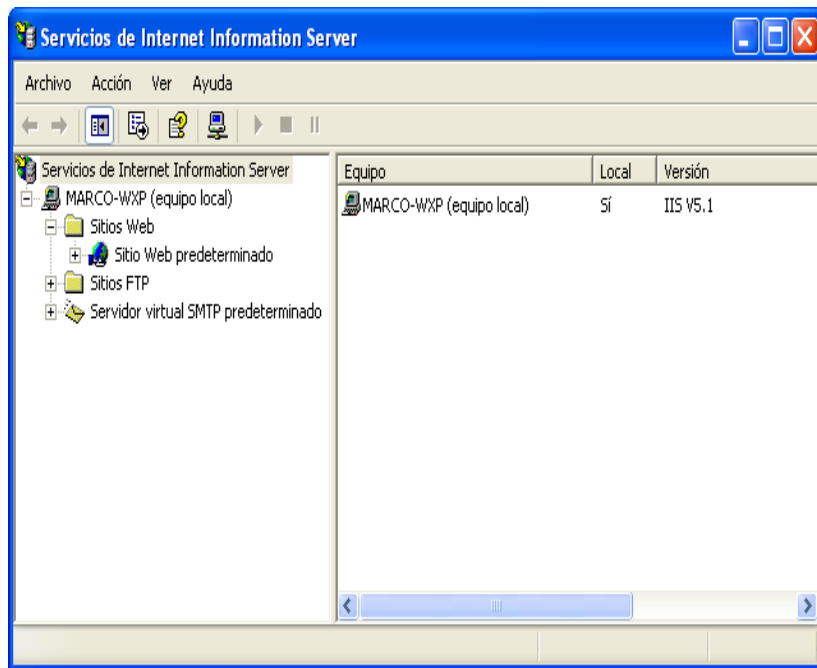 Servicios de Internet Information Server
Archivo Acción Ver Ayuda
Servicios de Internet Information Server
MARCO-WXP (equipo local)
Sitios Web
Sitio Web predeterminado
Sitios FTP
Servidor virtual SMTP predeterminado
Equipo Local Versión
MARCO-WXP (equipo local) Sí IIS V5.1